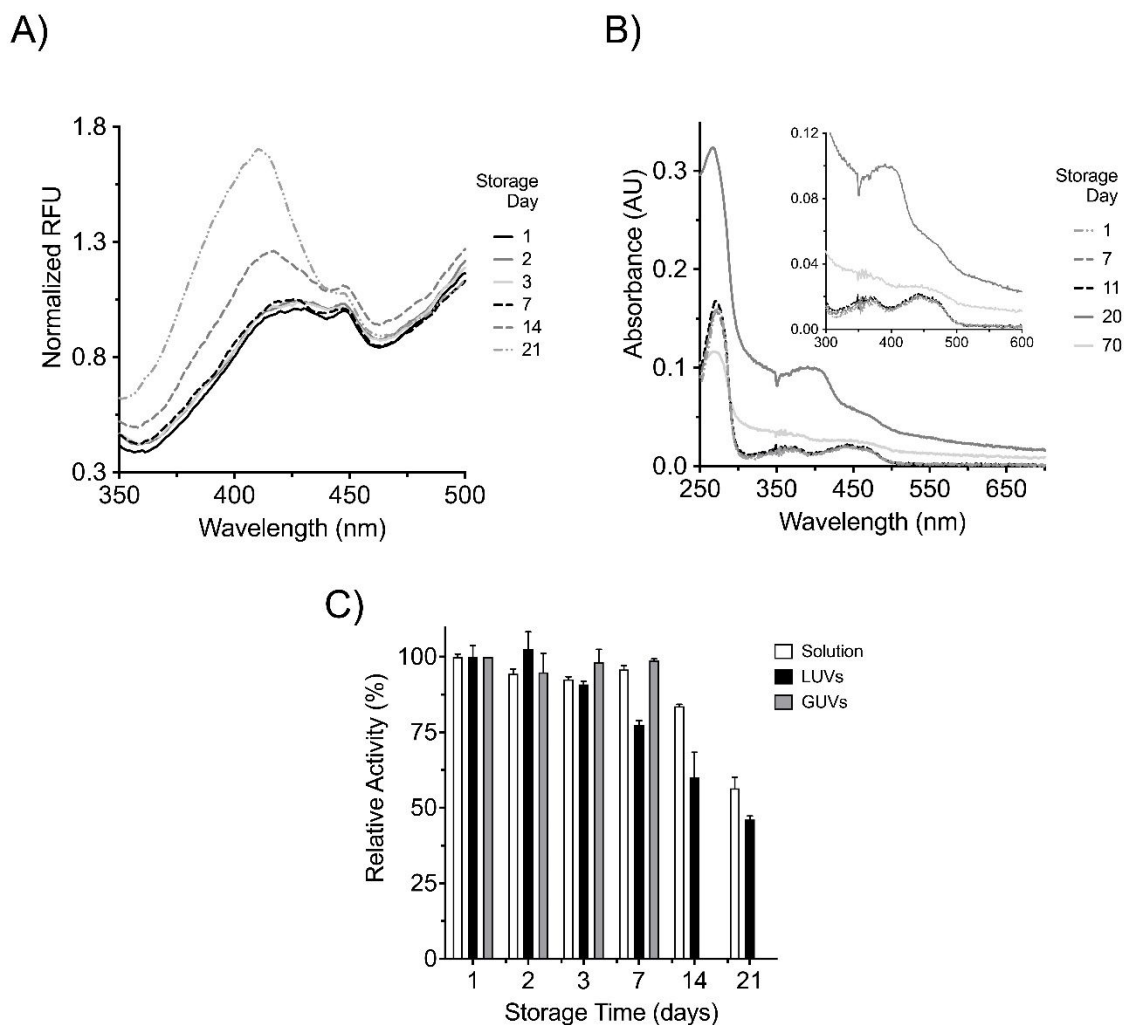 A)
1.8
1.3
0.8
0.3
Normalized RFU
350
400
450
500
Wavelength (nm)
Storage
Day
1
2
3
7
14
21
B)
0.3
0.2
0.1
0.0
Absorbance (AU)
0.12
0.08
0.04
0.00
300
400
500
600
250
350
450
550
650
Wavelength (nm)
Storage
Day
1
7
11
20
70
C)
100
75
50
25
0
Relative Activity (%)
1
2
3
7
14
21
Storage Time (days)
Solution
LUVs
GUVs